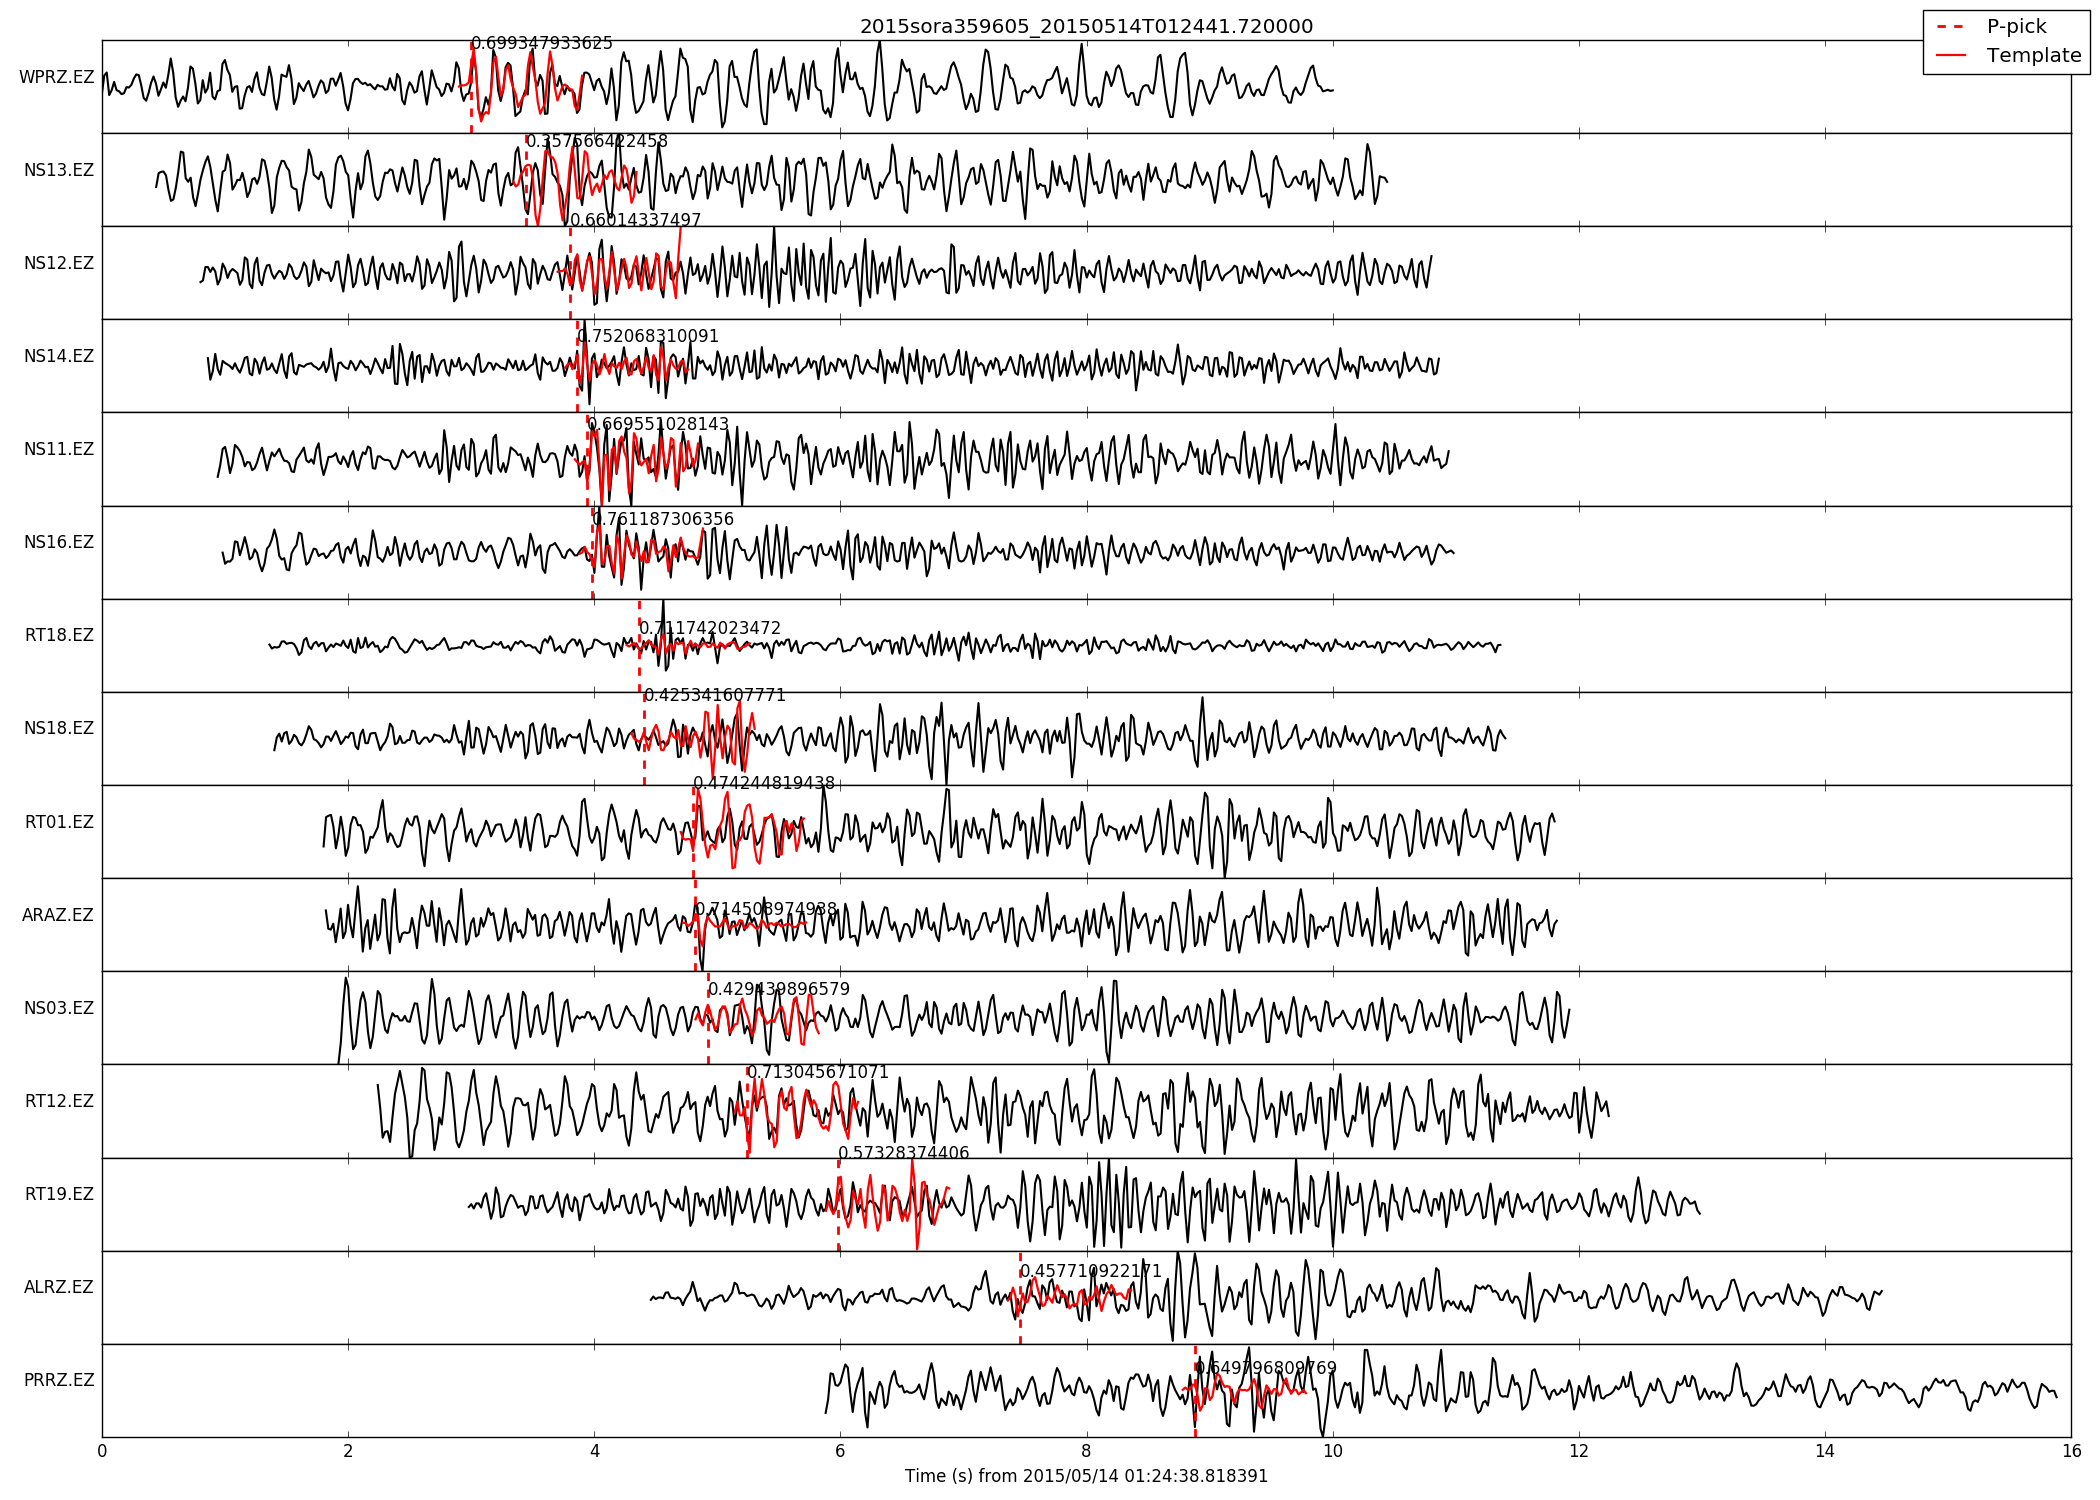 2015sora359605_20150514T012441.720000
P-pick
Template
WPRZ.EZ
0.699347933625
NS13.EZ
0.357566422458
NS12.EZ
0.66014337497
NS14.EZ
0.752068310091
NS11.EZ
0.669551028143
NS16.EZ
0.761187306356
RT18.EZ
0.711742023472
NS18.EZ
0.425341607771
RT01.EZ
0.474244819438
ARAZ.EZ
0.714508974938
NS03.EZ
0.429439896579
RT12.EZ
0.713045671071
RT19.EZ
0.57328374406
ALRZ.EZ
0.457710922171
PRRZ.EZ
0.649796809769
0 2 4 6 8 10 12 14 16
Time (s) from 2015/05/14 01:24:38.818391